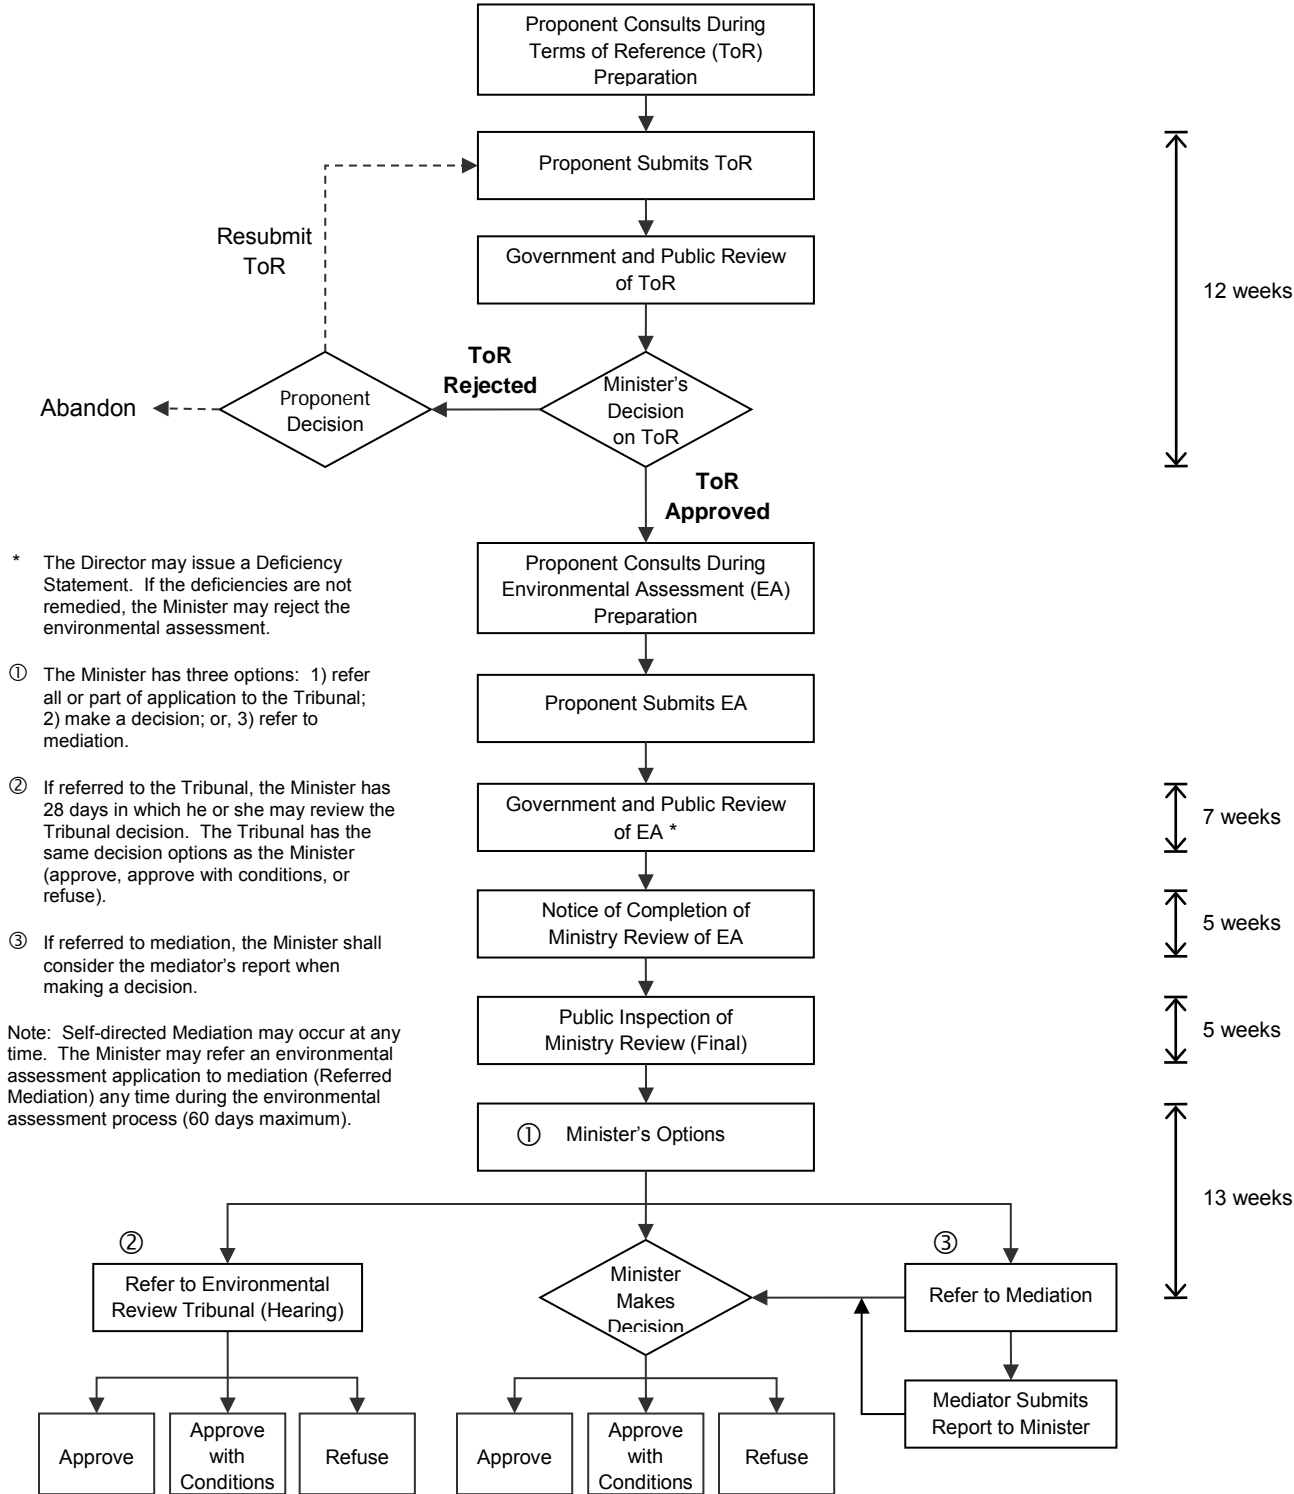 Proponent Consults During
Terms of Reference (ToR)
Preparation
Proponent Submits ToR
Resubmit
ToR
Government and Public Review
of ToR
12 weeks
ToR
Rejected
Minister's
Decision
on ToR
Proponent
Decision
Abandon
ToR
Approved
* The Director may issue a Deficiency
Statement. If the deficiencies are not
remedied, the Minister may reject the
environmental assessment.
① The Minister has three options: 1) refer
all or part of application to the Tribunal;
2) make a decision; or, 3) refer to
mediation.
② If referred to the Tribunal, the Minister has
28 days in which he or she may review the
Tribunal decision. The Tribunal has the
same decision options as the Minister
(approve, approve with conditions, or
refuse).
③ If referred to mediation, the Minister shall
consider the mediator's report when
making a decision.
Note: Self-directed Mediation may occur at any
time. The Minister may refer an environmental
assessment application to mediation (Referred
Mediation) any time during the environmental
assessment process (60 days maximum).
Proponent Consults During
Environmental Assessment (EA)
Preparation
Proponent Submits EA
Government and Public Review
of EA *
7 weeks
Notice of Completion of
Ministry Review of EA
5 weeks
Public Inspection of
Ministry Review (Final)
5 weeks
① Minister's Options
13 weeks
②
Refer to Environmental
Review Tribunal (Hearing)
Minister
Makes
Decision
③
Refer to Mediation
Mediator Submits
Report to Minister
Approve
Approve
with
Conditions
Refuse
Approve
Approve
with
Conditions
Refuse